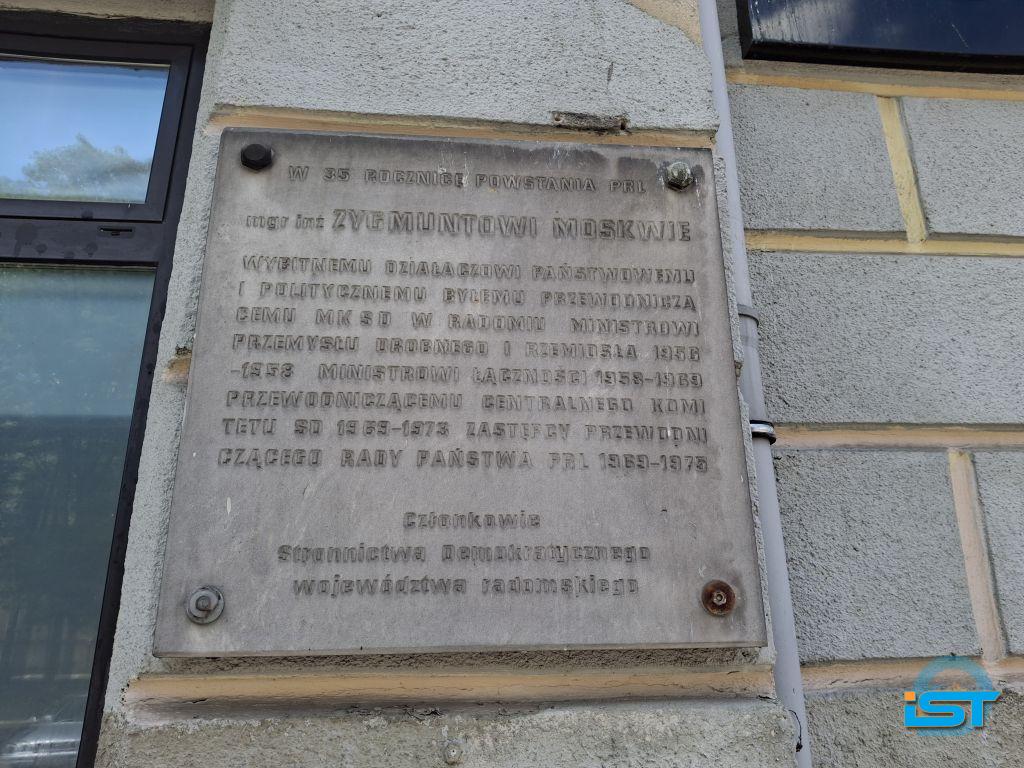 W 35 ROCZNICĘ POWSTANIA PRL
mgr inż ZYGMUNTOWI MOSKWIE
WYBITNEMU DZIAŁACZOWI PAŃSTWOWEMU
I POLITYCZNEMU BYŁEMU PRZEWODNICZĄ
CEMU MK SD W RADOMIU MINISTROWI
PRZEMYSŁU DROBNEGO I RZEMIOSŁA 1956
-1958 MINISTROWI ŁĄCZNOŚCI 1958-1969
PRZEWODNICZĄCEMU CENTRALNEGO KOMI
TETU SD 1969-1973 ZASTĘPCY PRZEWODNI
CZĄCEGO RADY PAŃSTWA PRL 1969-1975
Członkowie
Stronnictwa Demokratycznego
województwa radomskiego
iST